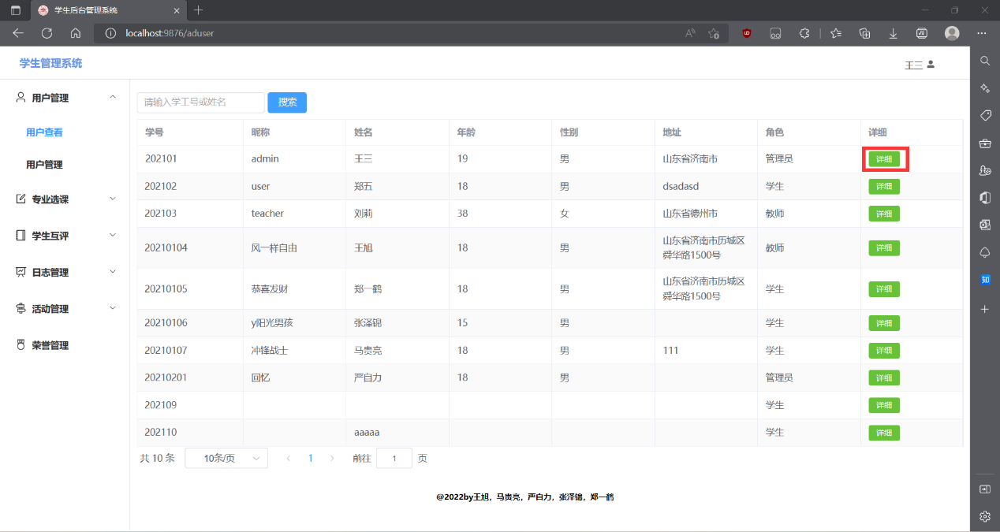 学生后台管理系统
localhost:9876/aduser
学生管理系统
王三
用户管理
用户查看
用户管理
专业选课
学生互评
日志管理
活动管理
荣誉管理
请输入学工号或姓名 搜索
学号 昵称 姓名 年龄 性别 地址 角色 详细
202101 admin 王三 19 男 山东省济南市 管理员 详细
202102 user 郑五 18 男 dsadasd 学生 详细
202103 teacher 刘莉 38 女 山东省德州市 教师 详细
20210104 风一样自由 王旭 18 男 山东省济南市历城区
舜华路1500号 教师 详细
20210105 恭喜发财 郑一鹤 18 男 山东省济南市历城区
舜华路1500号 学生 详细
20210106 y阳光男孩 张泽锦 15 男 学生 详细
20210107 冲锋战士 马贵亮 18 男 111 学生 详细
20210201 回忆 严自力 18 男 管理员 详细
202109 学生 详细
202110 aaaaa 学生 详细
共 10 条 10条/页 1 前往 1 页
@2022by王旭，马贵亮，严自力，张泽锦，郑一鹤
知